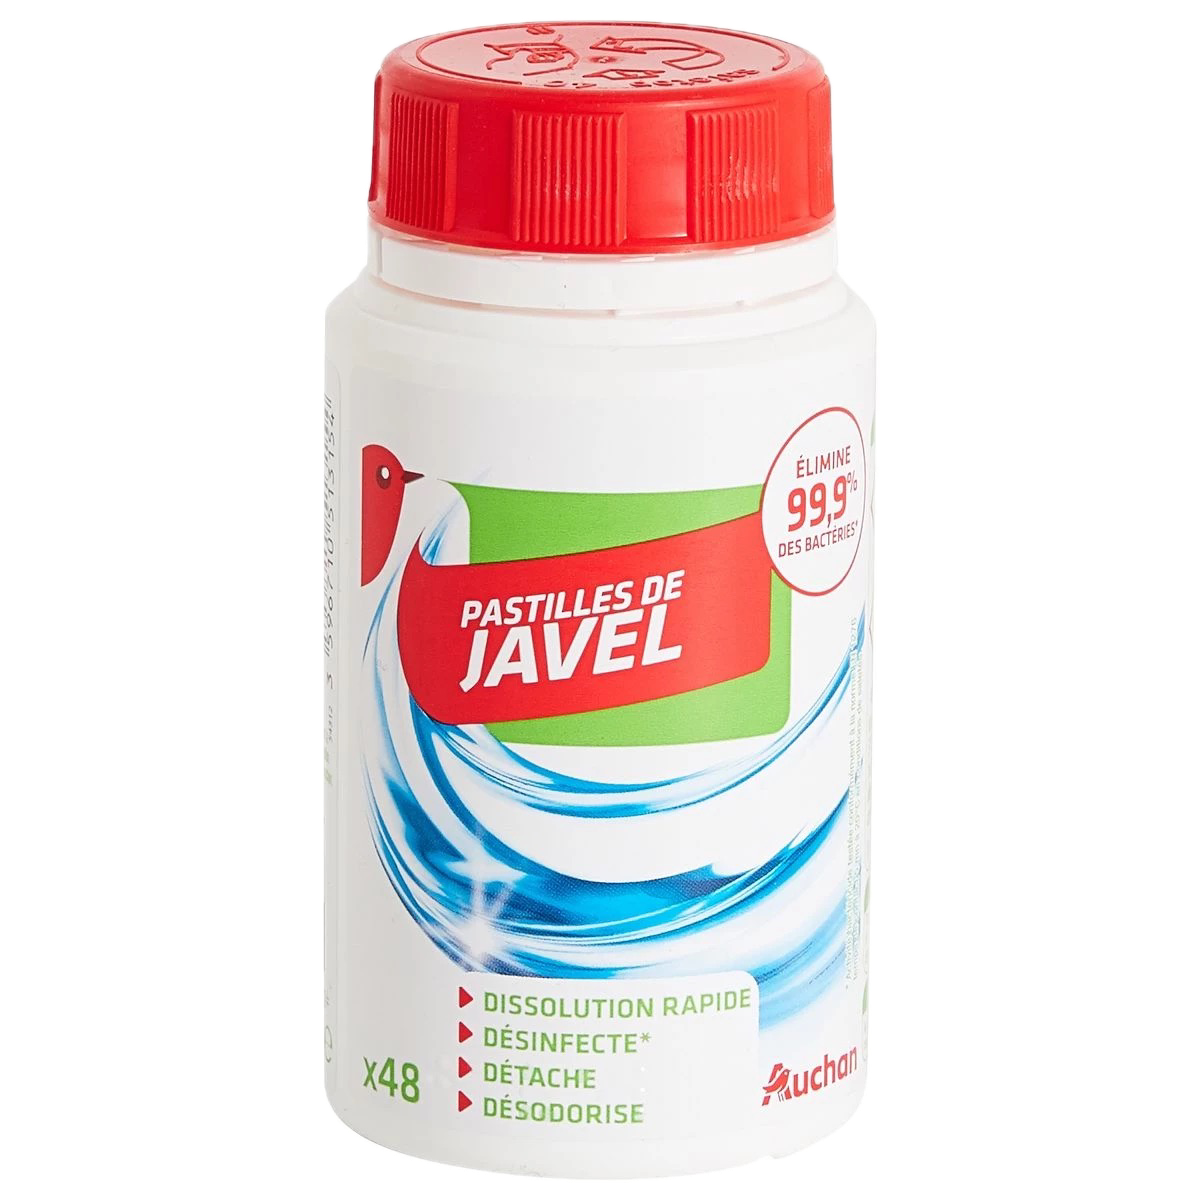 ÉLIMINE
99,9%
DES BACTÉRIES*
PASTILLES DE
JAVEL
DISSOLUTION RAPIDE
DÉSINFECTE*
DÉTACHE
DÉSODORISE
x48
Auchan